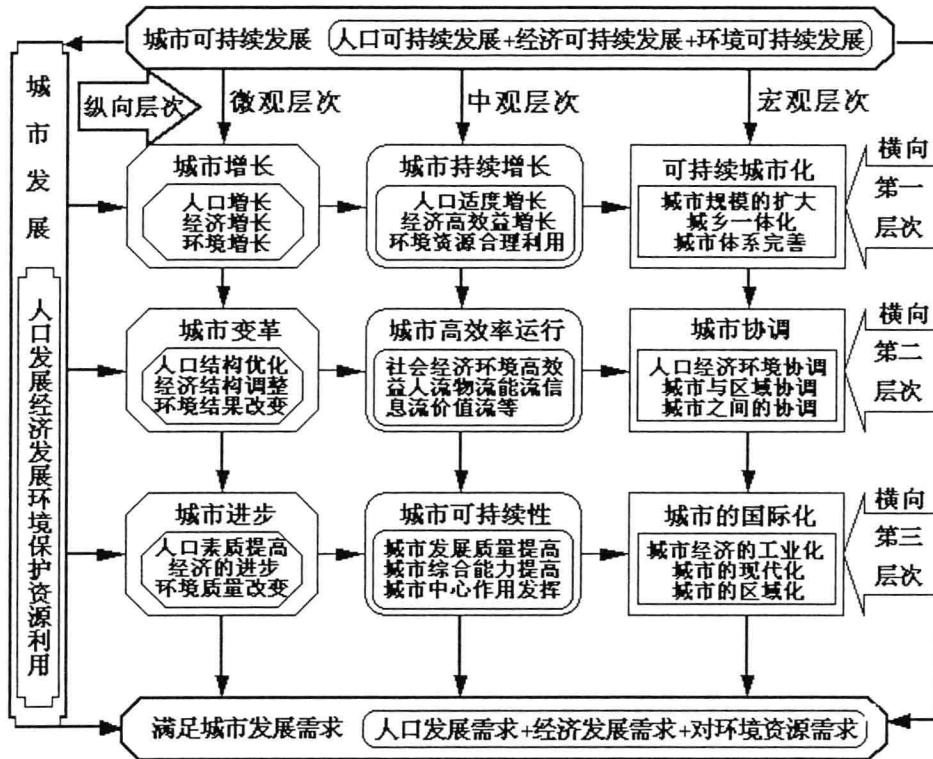 城市可持续发展 人口可持续发展+经济可持续发展+环境可持续发展
城市发展
人口发展经济发展环境保护资源利用
纵向层次
微观层次
中观层次
宏观层次
城市增长
人口增长
经济增长
环境增长
城市持续增长
人口适度增长
经济高效益增长
环境资源合理利用
可持续城市化
城市规模的扩大
城乡一体化
城市体系完善
横向
第一
层次
城市变革
人口结构优化
经济结构调整
环境结果改变
城市高效率运行
社会经济环境高效
益人流物流能流信
息流价值流等
城市协调
人口经济环境协调
城市与区域协调
城市之间的协调
横向
第二
层次
城市进步
人口素质提高
经济的进步
环境质量改变
城市可持续性
城市发展质量提高
城市综合能力提高
城市中心作用发挥
城市的国际化
城市经济的工业化
城市的现代化
城市的区域化
横向
第三
层次
满足城市发展需求 人口发展需求+经济发展需求+对环境资源需求